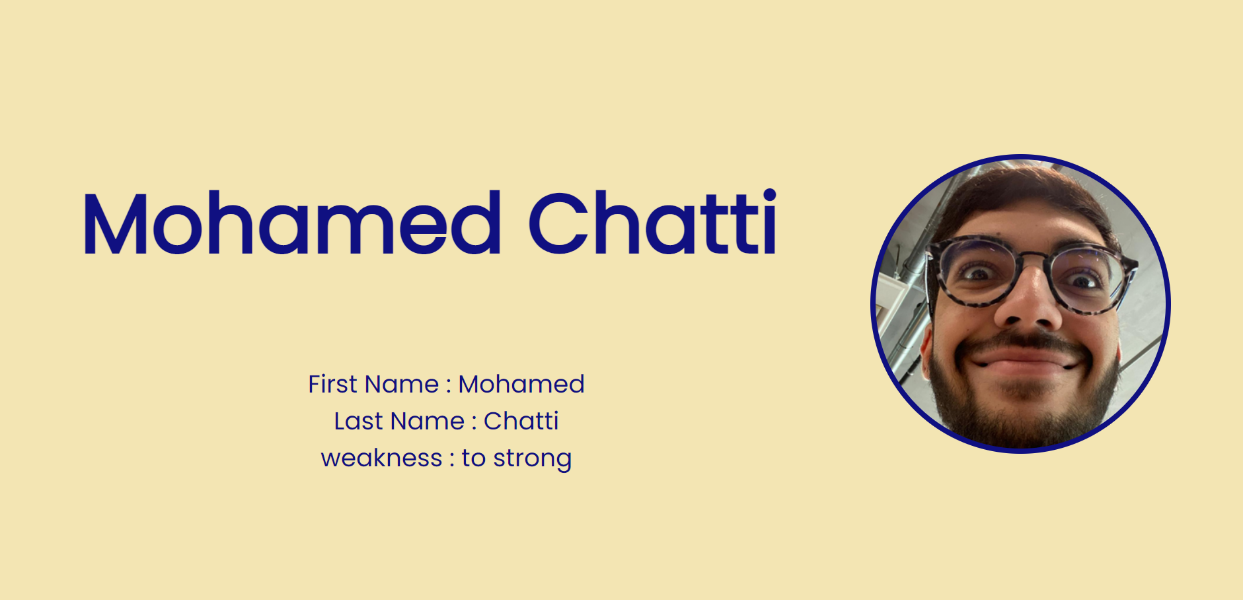 Mohamed Chatti
First Name : Mohamed
Last Name : Chatti
weakness : to strong